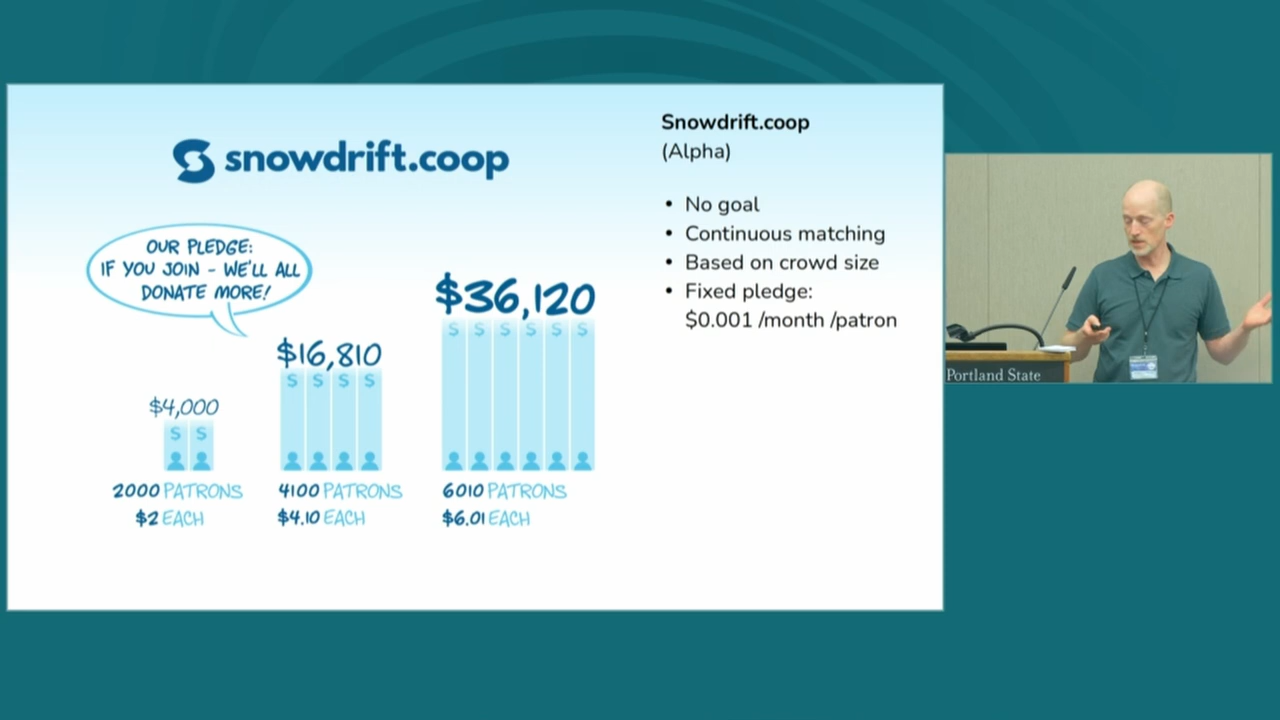 snowdrift.coop
OUR PLEDGE:
IF YOU JOIN - WE'LL ALL
DONATE MORE!
$4,000
$ $
2000 PATRONS
$2 EACH
$16,810
$ $ $ $
4100 PATRONS
$4.10 EACH
$36,120
$ $ $ $ $ $
6010 PATRONS
$6.01 EACH
Snowdrift.coop
(Alpha)
• No goal
• Continuous matching
• Based on crowd size
• Fixed pledge:
$0.001 /month /patron
Portland State